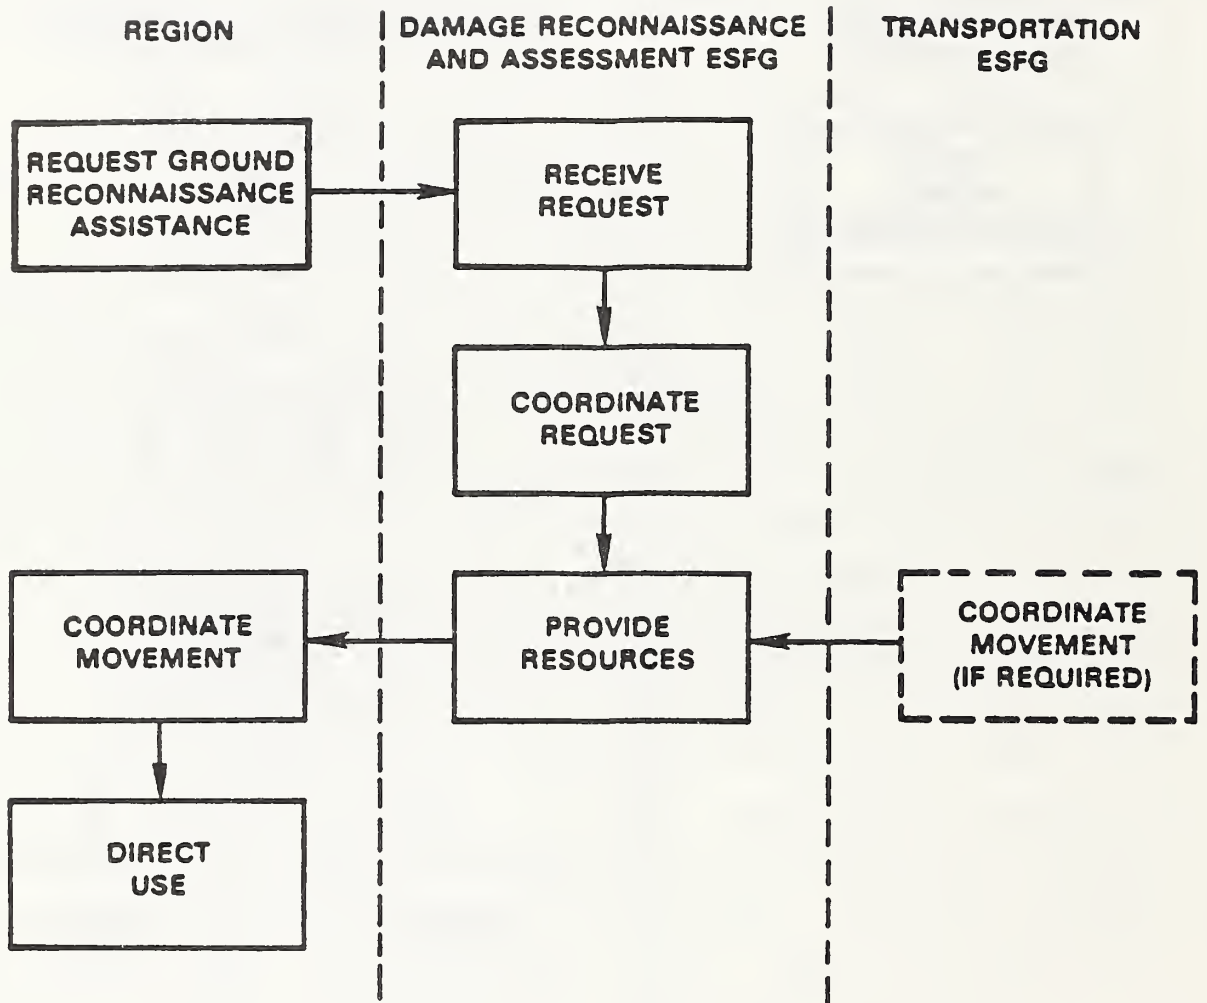 REGION
DAMAGE RECONNAISSANCE
AND ASSESSMENT ESFG
TRANSPORTATION
ESFG
REQUEST GROUND
RECONNAISSANCE
ASSISTANCE
RECEIVE
REQUEST
COORDINATE
REQUEST
COORDINATE
MOVEMENT
PROVIDE
RESOURCES
COORDINATE
MOVEMENT
(IF REQUIRED)
DIRECT
USE